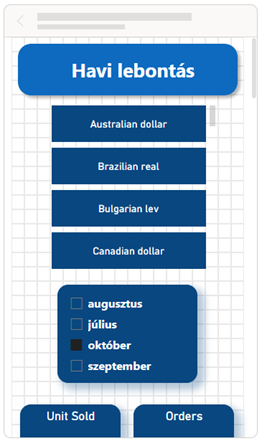 Havi lebontás
Australian dollar
Brazilian real
Bulgarian lev
Canadian dollar
augusztus
július
október
szeptember
Unit Sold
Orders